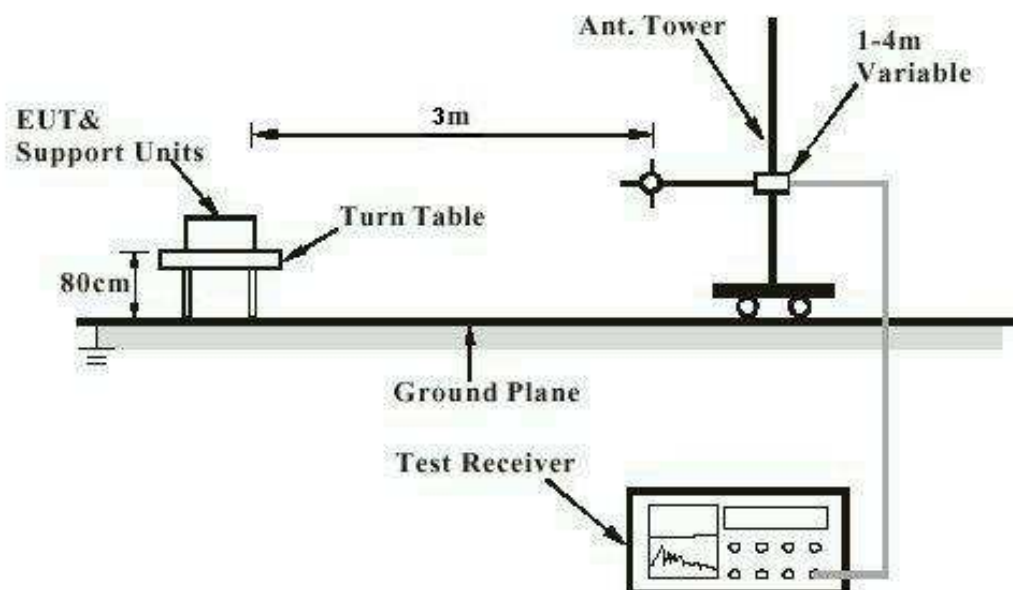 Ant. Tower
1-4m
Variable
3m
EUT&
Support Units
Turn Table
80cm
Ground Plane
Test Receiver